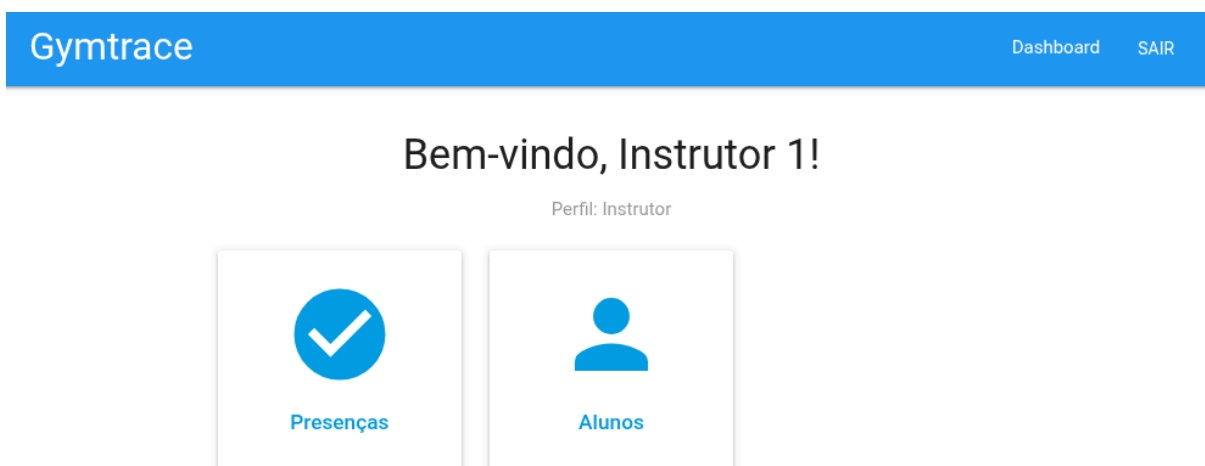 Gymtrace
Dashboard
SAIR
Bem-vindo, Instrutor 1!
Perfil: Instrutor
Presenças
Alunos